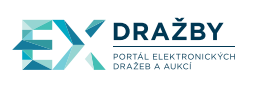 EX DRAŽBY
PORTÁL ELEKTRONICKÝCH
DRAŽEB A AUKCÍ